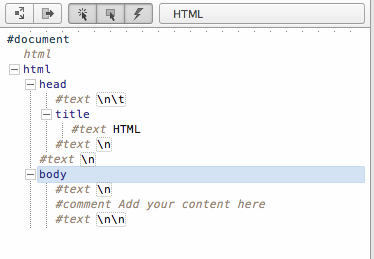 HTML
#document
html
html
head
#text \n\t
title
#text HTML
#text \n
#text \n
body
#text \n
#comment Add your content here
#text \n\n